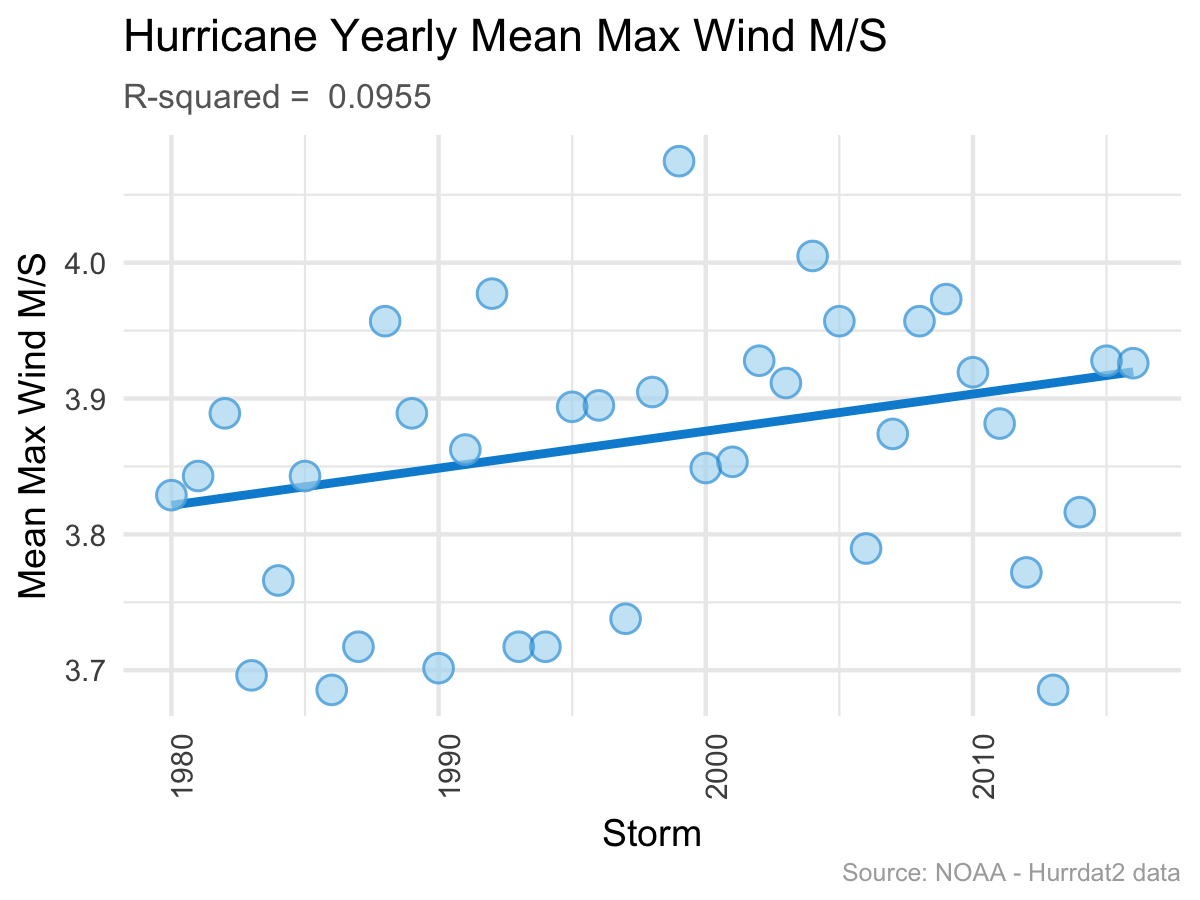 Hurricane Yearly Mean Max Wind M/S
R-squared =  0.0955
Mean Max Wind M/S
4.0
3.9
3.8
3.7
1980
1990
2000
2010
Storm
Source: NOAA - Hurrdat2 data